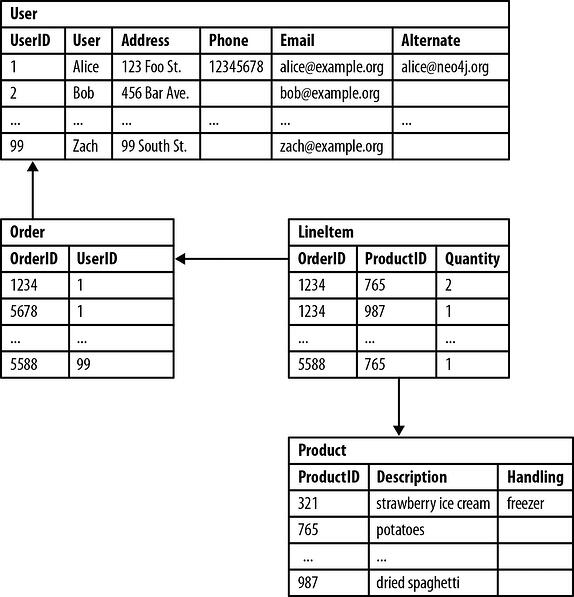 User
UserID User Address Phone Email Alternate
1 Alice 123 Foo St. 12345678 alice@example.org alice@neo4j.org
2 Bob 456 Bar Ave. bob@example.org
... ... ... ... ...
99 Zach 99 South St. zach@example.org
Order
OrderID UserID
1234 1
5678 1
... ...
5588 99
LineItem
OrderID ProductID Quantity
1234 765 2
1234 987 1
... ... ...
5588 765 1
Product
ProductID Description Handling
321 strawberry ice cream freezer
765 potatoes
... ...
987 dried spaghetti